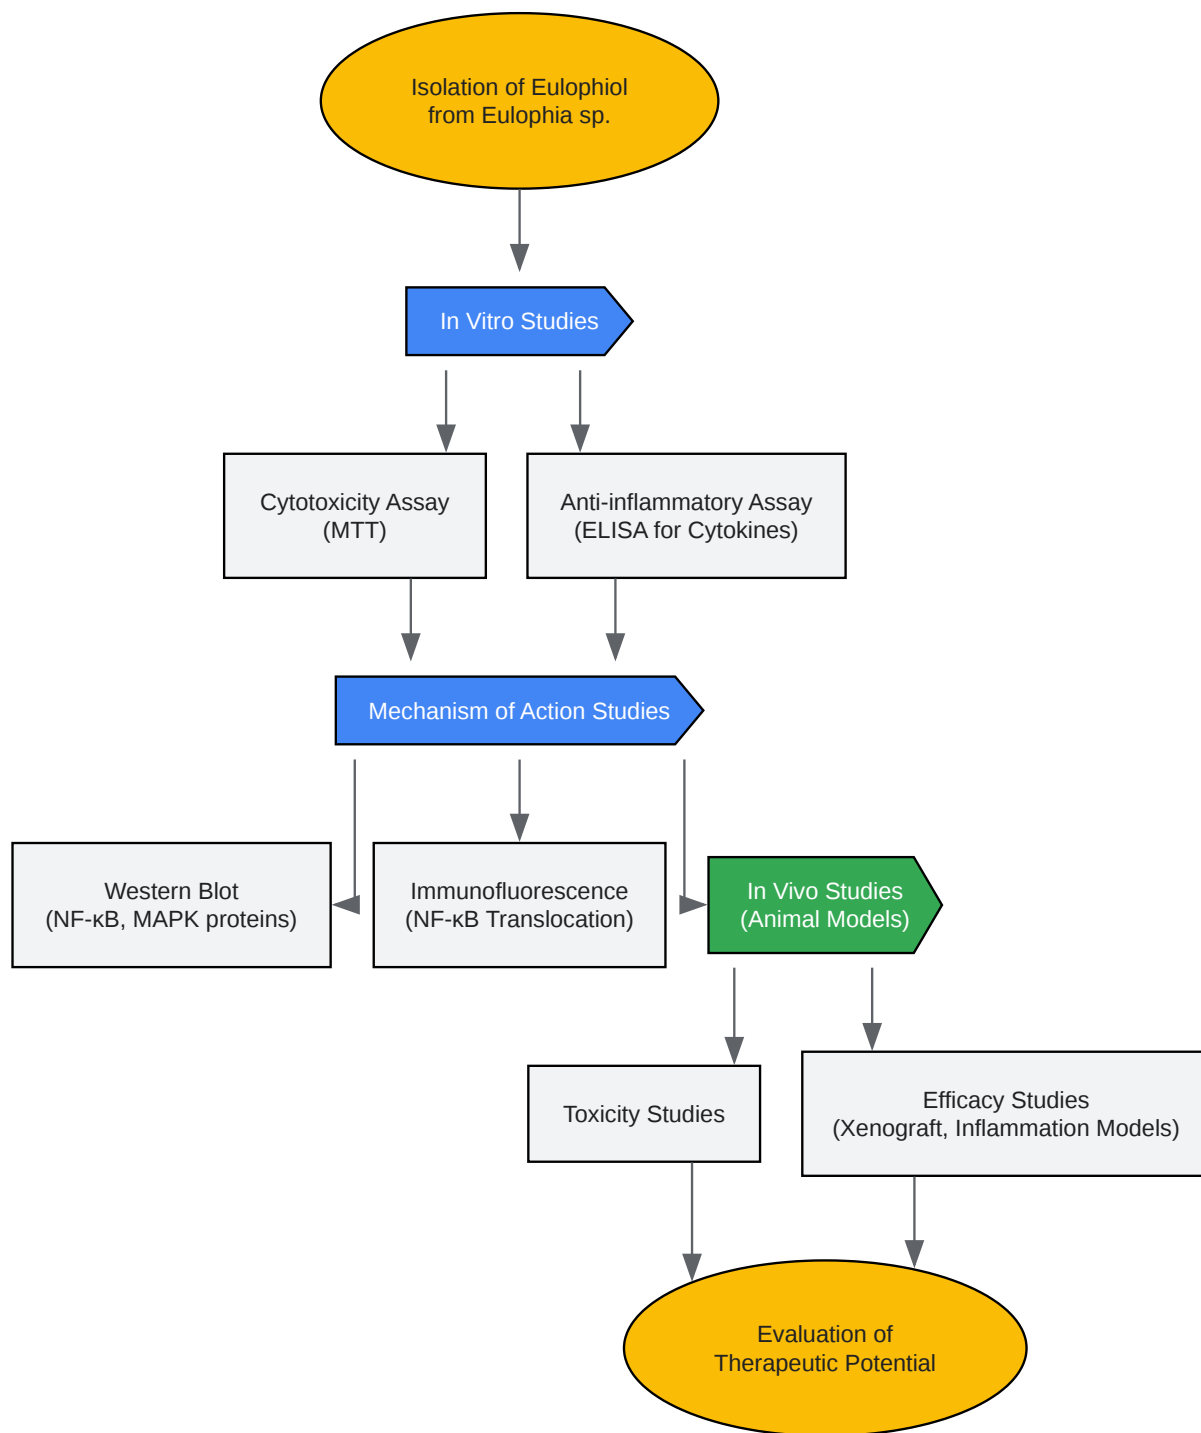 Isolation of Eulophiol
from Eulophia sp.
In Vitro Studies
Cytotoxicity Assay
(MTT)
Anti-inflammatory Assay
(ELISA for Cytokines)
Mechanism of Action Studies
Western Blot
(NF-κB, MAPK proteins)
Immunofluorescence
(NF-κB Translocation)
In Vivo Studies
(Animal Models)
Toxicity Studies
Efficacy Studies
(Xenograft, Inflammation Models)
Evaluation of
Therapeutic Potential